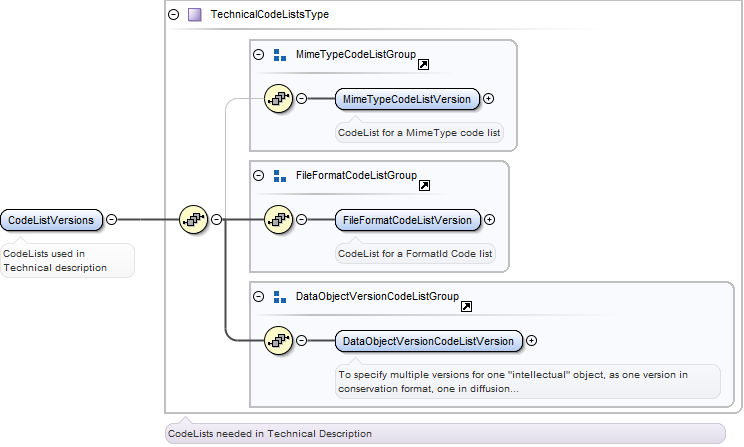 TechnicalCodeListsType
MimeTypeCodeListGroup
MimeTypeCodeListVersion
CodeList for a MimeType code list
FileFormatCodeListGroup
CodeListVersions
FileFormatCodeListVersion
CodeLists used in
Technical description
CodeList for a FormatId Code list
DataObjectVersionCodeListGroup
DataObjectVersionCodeListVersion
To specify multiple versions for one "intellectual" object, as one version in
conservation format, one in diffusion...
CodeLists needed in Technical Description